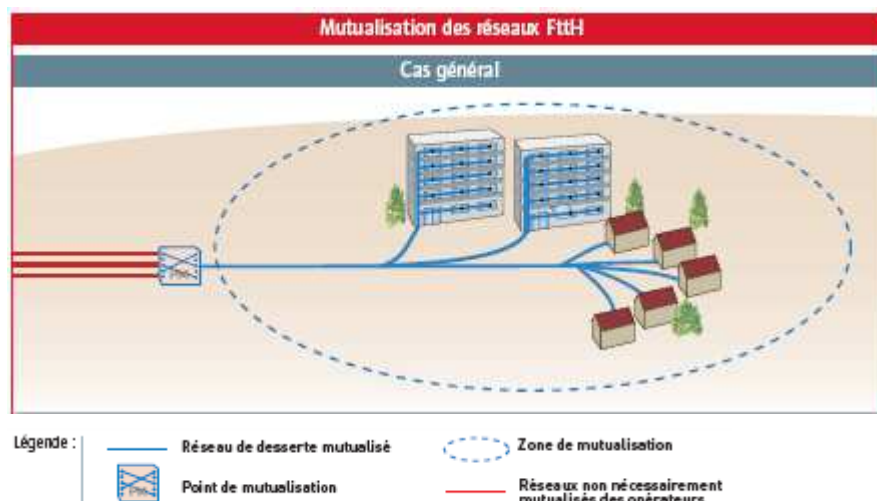 Mutualisation des réseaux FttH
Cas général
Légende :
Réseau de desserte mutualisé
Zone de mutualisation
Point de mutualisation
Réseaux non nécessairement
mutualisés des opérateurs